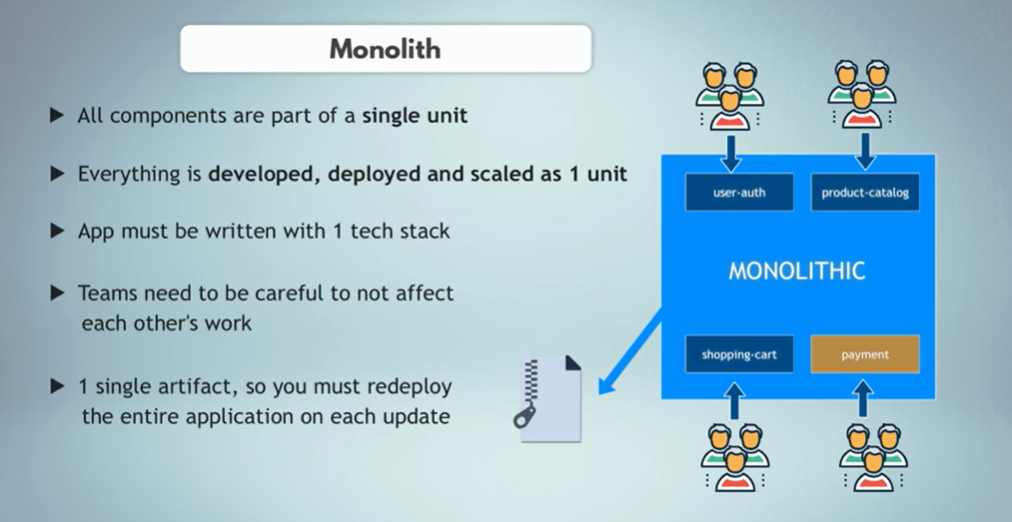 Monolith
All components are part of a single unit
Everything is developed, deployed and scaled as 1 unit
App must be written with 1 tech stack
Teams need to be careful to not affect
each other's work
1 single artifact, so you must redeploy
the entire application on each update
user-auth
product-catalog
MONOLITHIC
shopping-cart
payment